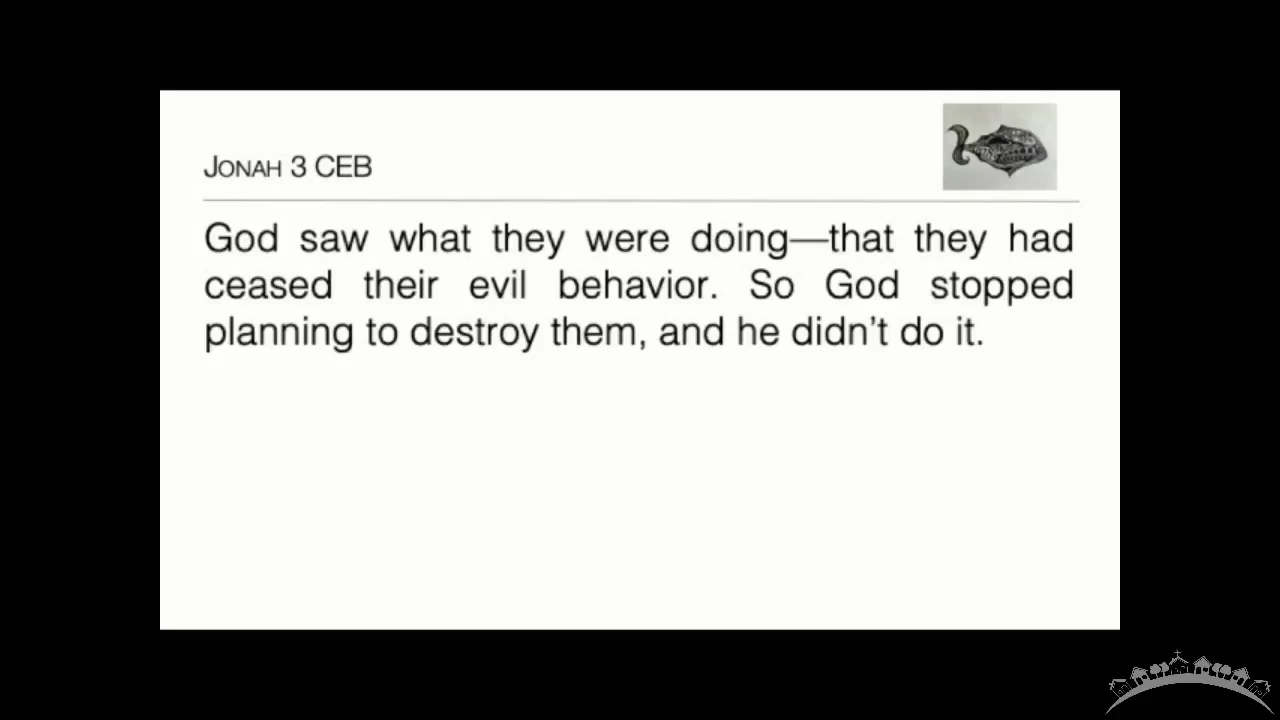 JONAH 3 CEB
God saw what they were doing—that they had
ceased their evil behavior. So God stopped
planning to destroy them, and he didn’t do it.